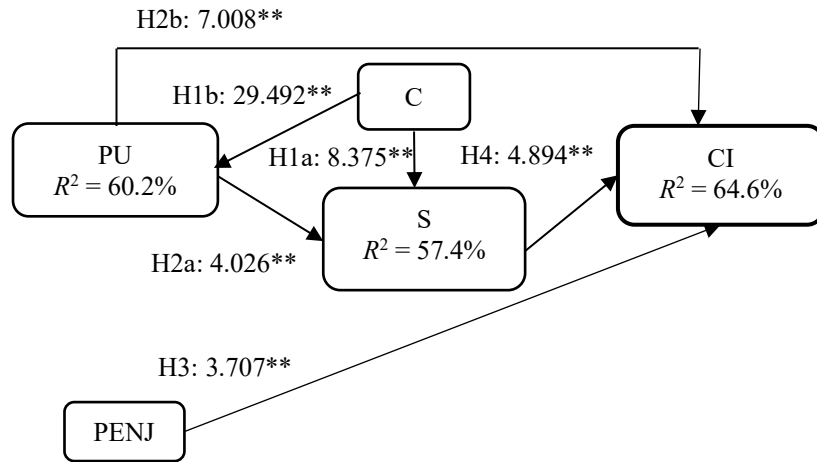 H2b: 7.008**
H1b: 29.492**
C
PU
R² = 60.2%
H1a: 8.375**
H4: 4.894**
CI
R² = 64.6%
S
R² = 57.4%
H2a: 4.026**
H3: 3.707**
PENJ